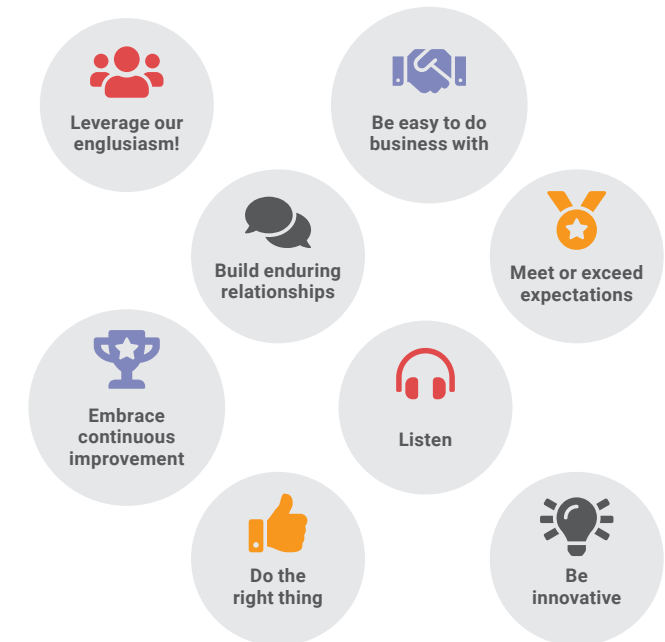 Leverage our
englusiasm!
Be easy to do
business with
Build enduring
relationships
Meet or exceed
expectations
Embrace
continuous
improvement
Listen
Do the
right thing
Be
innovative